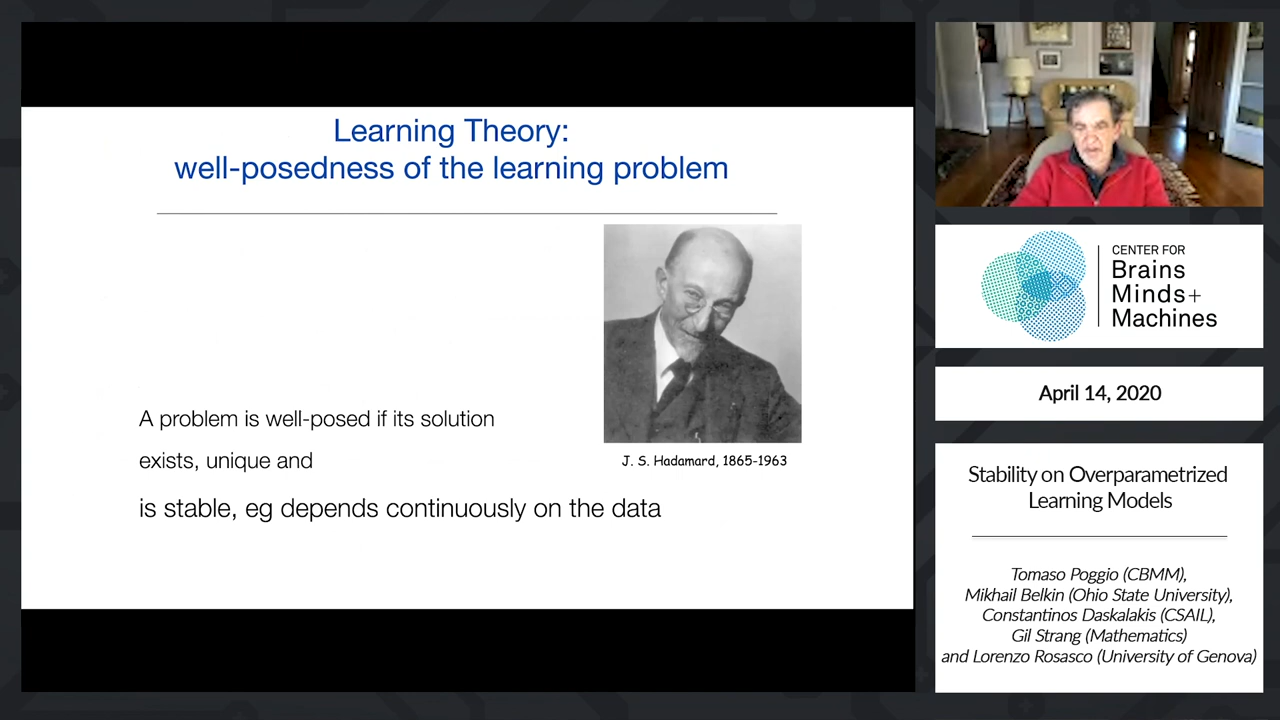 Learning Theory:
well-posedness of the learning problem
A problem is well-posed if its solution
exists, unique and
is stable, eg depends continuously on the data
J. S. Hadamard, 1865-1963
CENTER FOR
Brains
Minds+
Machines
April 14, 2020
Stability on Overparametrized
Learning Models
Tomaso Poggio (CBMM),
Mikhail Belkin (Ohio State University),
Constantinos Daskalakis (CSAIL),
Gil Strang (Mathematics)
and Lorenzo Rosasco (University of Genova)